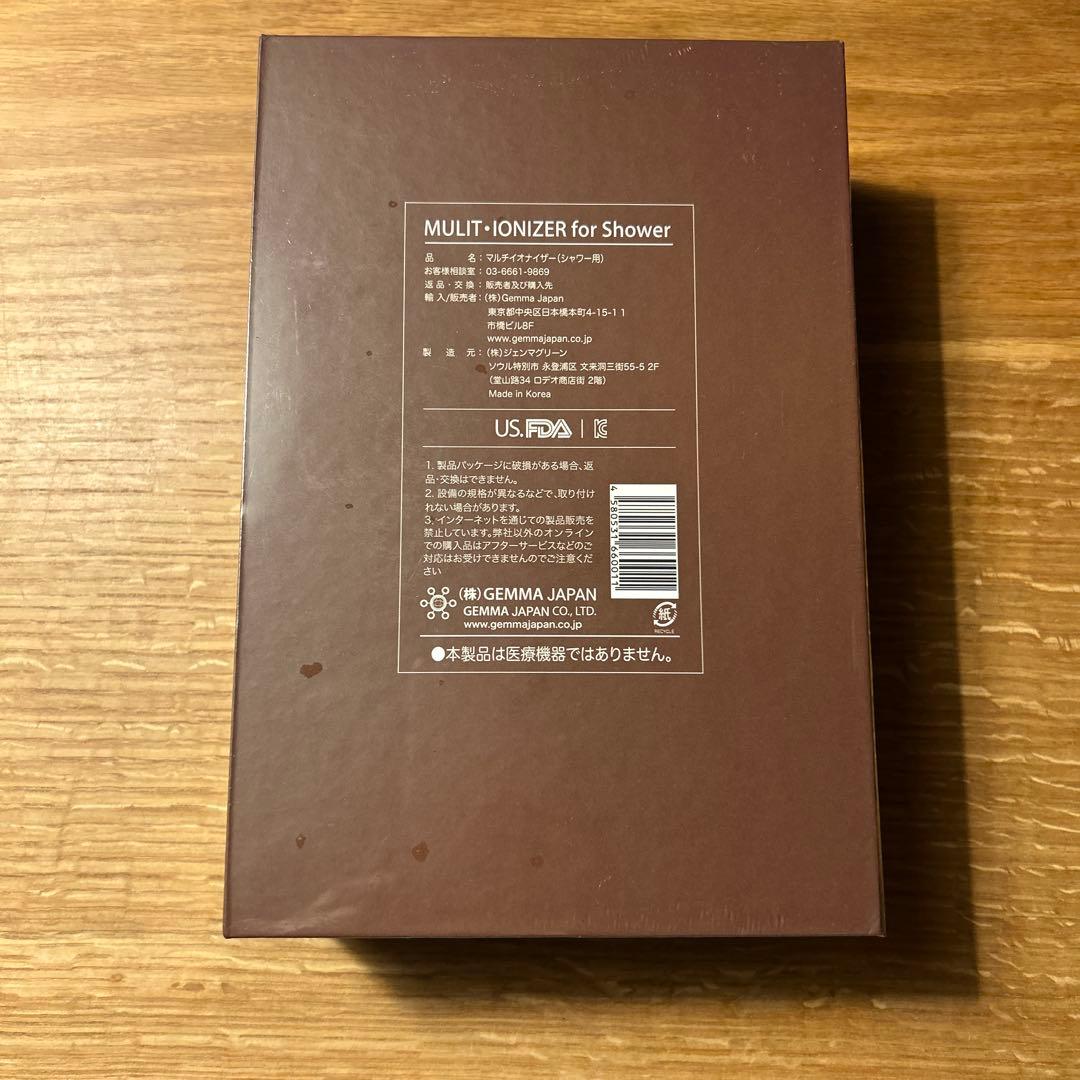 MULIT・IONIZER for Shower
品 名：マルチイオナイザー（シャワー用）
お客様相談室：03-6661-9869
返品・交換：販売者及び購入先
輸入/販売者：（株）Gemma Japan
東京都中央区日本橋本町4-15-1 1
市橋ビル8F
www.gemmajapan.co.jp
製造元：（株）ジェンマグリーン
ソウル特別市 永登浦区 文来洞三街55-5 2F
（堂山路34 ロデオ商店街 2階）
Made in Korea
US.FDA | KC
1. 製品パッケージに破損がある場合、返
品・交換はできません。
2. 設備の規格が異なるなどで、取り付け
れない場合があります。
3. インターネットを通じての製品販売を
禁止しています。弊社以外のオンライン
での購入品はアフターサービスなどのご
対応はお受けできませんのでご注意くだ
さい
4 580531 660011
（株）GEMMA JAPAN
GEMMA JAPAN CO., LTD.
www.gemmajapan.co.jp
紙
RECYCLE
●本製品は医療機器ではありません。